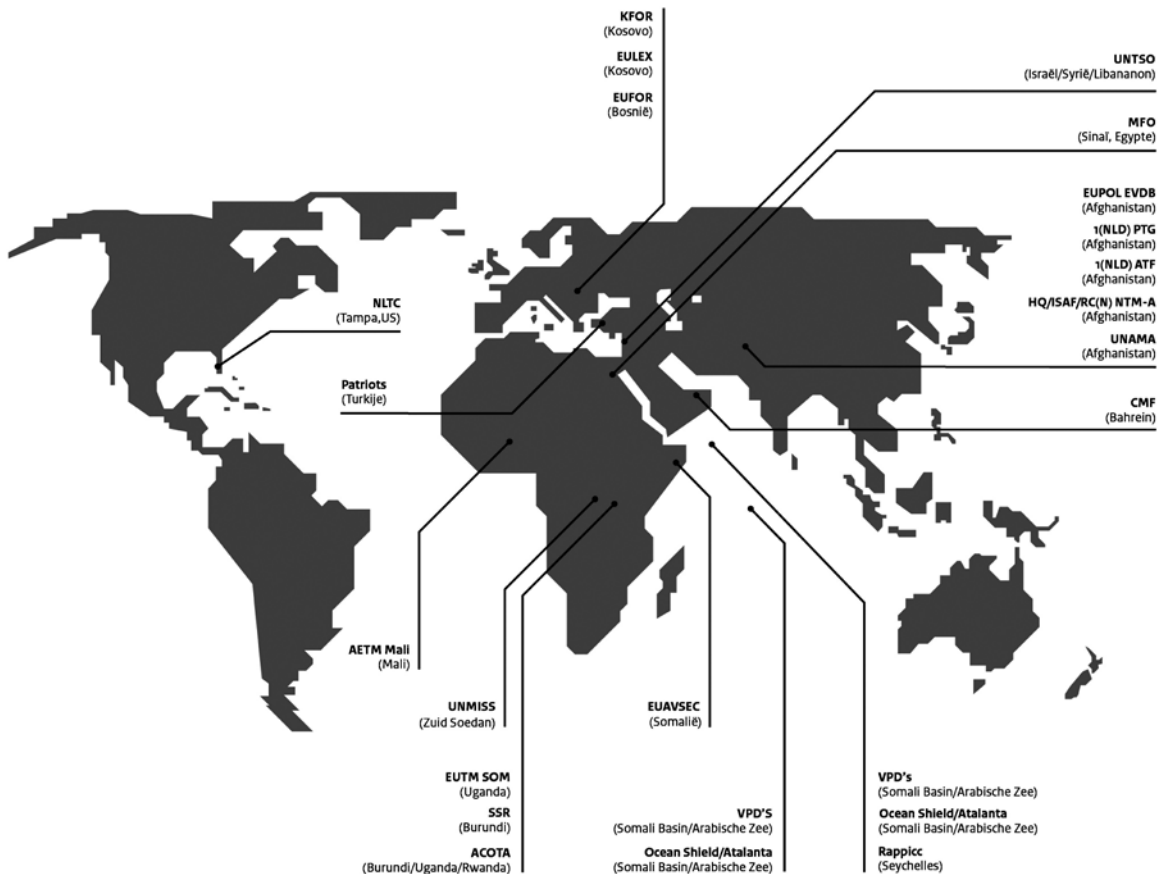 KFOR
(Kosovo)
EULEX
(Kosovo)
EUFOR
(Bosnië)
UNTSO
(Israël/Syrië/Libananon)
MFO
(Sinaï, Egypte)
EUPOL EVDB
(Afghanistan)
1(NLD) PTG
(Afghanistan)
1(NLD) ATF
(Afghanistan)
HQ/ISAF/RC(N) NTM-A
(Afghanistan)
UNAMA
(Afghanistan)
CMF
(Bahrein)
NLTC
(Tampa,US)
Patriots
(Turkije)
AETM Mali
(Mali)
UNMISS
(Zuid Soedan)
EUAVSEC
(Somalië)
EUTM SOM
(Uganda)
SSR
(Burundi)
ACOTA
(Burundi/Uganda/Rwanda)
VPD'S
(Somali Basin/Arabische Zee)
Ocean Shield/Atalanta
(Somali Basin/Arabische Zee)
VPD's
(Somali Basin/Arabische Zee)
Ocean Shield/Atalanta
(Somali Basin/Arabische Zee)
Rappicc
(Seychelles)